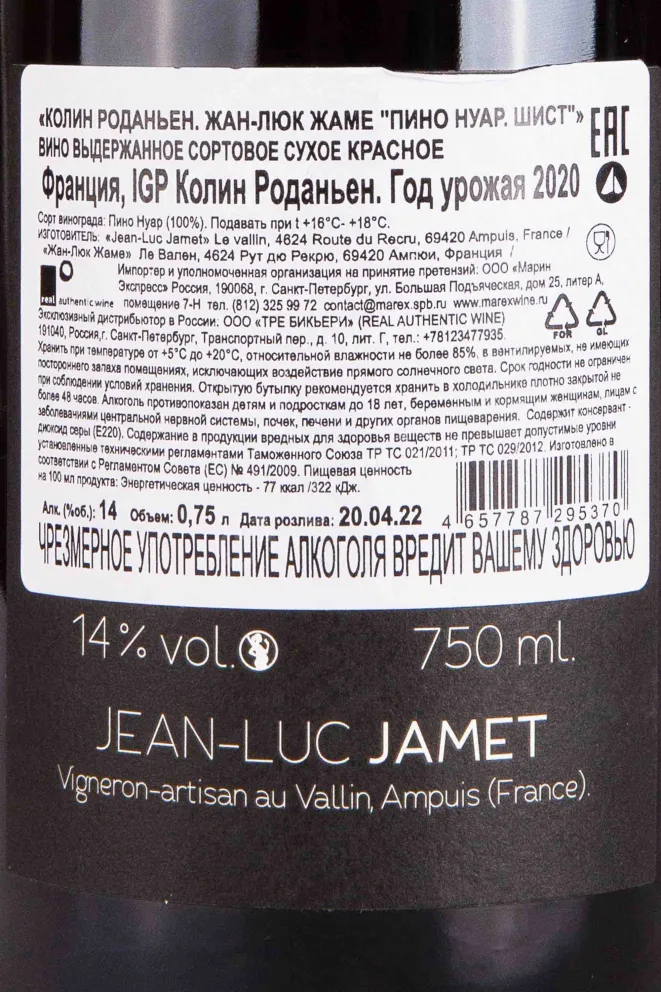 «КОЛИН РОДАНЬЕН. ЖАН-ЛЮК ЖАМЕ "ПИНО НУАР. ШИСТ"»
ВИНО ВЫДЕРЖАННОЕ СОРТОВОЕ СУХОЕ КРАСНОЕ
EAC
Франция, IGP Колин Роданьен. Год урожая 2020
Сорт винограда: Пино Нуар (100%). Подавать при t +16°C- +18°C.
изготовитель: «Jean-Luc Jamet» Le vallin, 4624 Route du Recru, 69420 Ampuis, France /
«Жан-Люк Жаме» Ле Вален, 4624 Рут дю Рекрю, 69420 Ампюи, Франция /
Импортер и уполномоченная организация на принятие претензий: ООО «Марин
Экспресс» Россия, 190068, г. Санкт-Петербург, ул. Большая Подъяческая, дом 25, литер А,
real authentic wine помещение 7-Н тел. (812) 325 99 72 contact@marex.spb.ru www.marexwine.ru
Эксклюзивный дистрибьютор в России: ООО «ТРЕ БИКЬЕРИ» (REAL AUTHENTIC WINE)
191040, Россия,г. Санкт-Петербург, Транспортный пер., д. 10, лит. Г, тел.: +78123477935.
FOR GL
Хранить при температуре от +5°С до +20°С, относительной влажности не более 85%, в вентилируемых, не имеющих
постороннего запаха помещениях, исключающих воздействие прямого солнечного света. Срок годности не ограничен
при соблюдении условий хранения. Открытую бутылку рекомендуется хранить в холодильнике плотно закрытой не
более 48 часов. Алкоголь противопоказан детям и подросткам до 18 лет, беременным и кормящим женщинам, лицам с
заболеваниями центральной нервной системы, почек, печени и других органов пищеварения. Содержит консервант -
диоксид серы (E220). Содержание в продукции вредных для здоровья веществ не превышает допустимые уровни
установленные техническими регламентами Таможенного Союза ТР ТС 021/2011; ТР ТС 029/2012. Изготовлено в
соответствии с Регламентом Совета (ЕС) № 491/2009. Пищевая ценность
на 100 мл продукта: Энергетическая ценность - 77 ккал /322 кДж.
Алк. (%об.): 14 Объем: 0,75 л Дата розлива: 20.04.22
4 657787 295370
ЧРЕЗМЕРНОЕ УПОТРЕБЛЕНИЕ АЛКОГОЛЯ ВРЕДИТ ВАШЕМУ ЗДОРОВЬЮ
14% vol. 750 ml.
JEAN-LUC JAMET
Vigneron-artisan au Vallin, Ampuis (France).